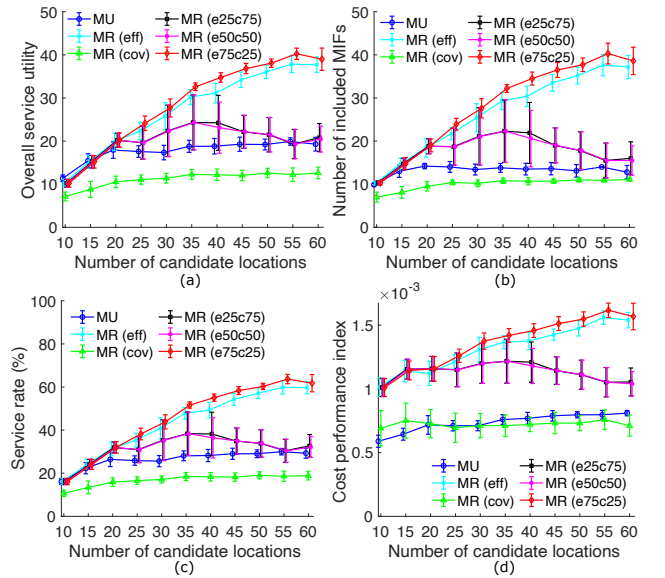 MU
MR (eff)
MR (cov)
MR (e25c75)
MR (e50c50)
MR (e75c25)
Overall service utility
50
40
30
20
10
0
10 15 20 25 30 35 40 45 50 55 60
Number of candidate locations
(a)
MU
MR (eff)
MR (cov)
MR (e25c75)
MR (e50c50)
MR (e75c25)
Number of included MIFs
50
40
30
20
10
0
10 15 20 25 30 35 40 45 50 55 60
Number of candidate locations
(b)
MU
MR (eff)
MR (cov)
MR (e25c75)
MR (e50c50)
MR (e75c25)
Service rate (%)
100
80
60
40
20
0
10 15 20 25 30 35 40 45 50 55 60
Number of candidate locations
(c)
×10⁻³
Cost performance index
1.5
1
0.5
0
MU
MR (eff)
MR (cov)
MR (e25c75)
MR (e50c50)
MR (e75c25)
10 15 20 25 30 35 40 45 50 55 60
Number of candidate locations
(d)